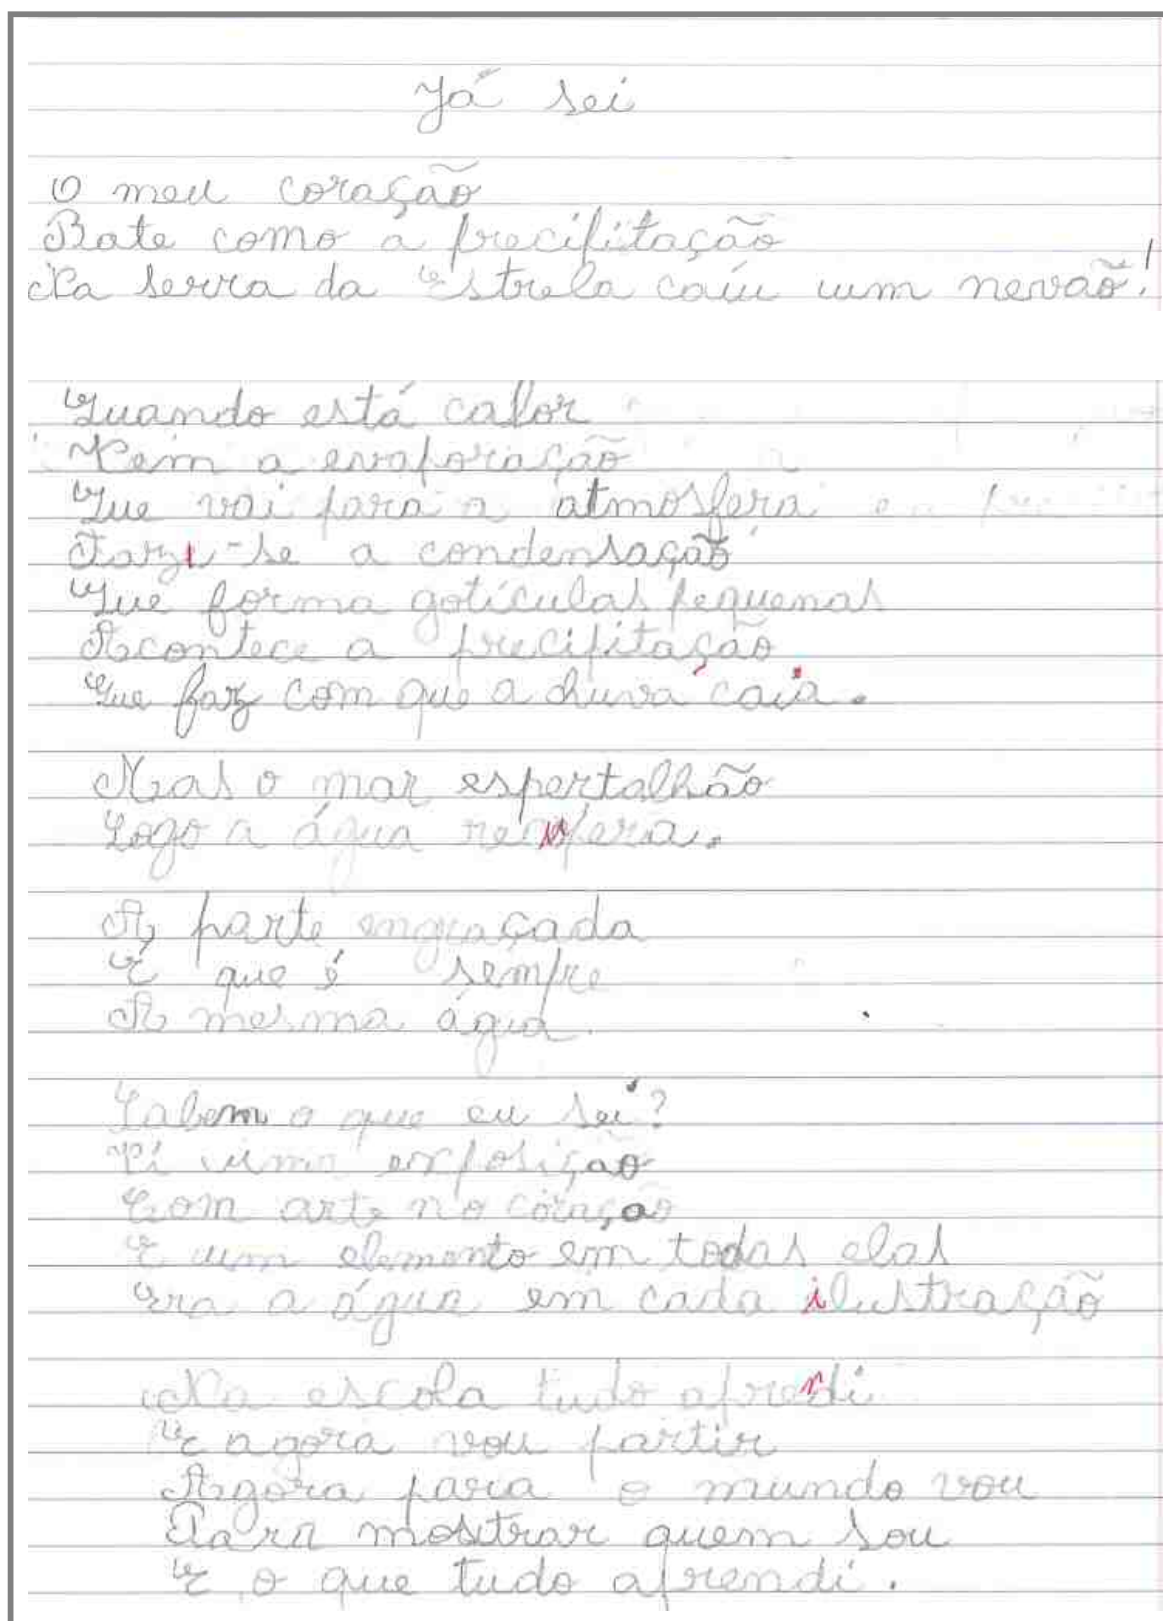 Já sei
O meu coração
Bate como a precipitação
Na serra da Estrela caiu um nevão!
Quando está calor
Vem a evaporação
Que vai para a atmosfera
Faz-se a condensação
Que forma gotículas pequenas
Acontece a precipitação
Que faz com que a chuva caia.
Mas o mar espertalhão
Logo a água recupera.
A parte engraçada
É que é sempre
A mesma água.
Sabem o que eu sei?
Vi uma exposição
Com arte no coração
E um elemento em todas elas
Era a água em cada ilustração
Na escola tudo aprendi
E agora vou partir
Agora para o mundo vou
Para mostrar quem sou
E o que tudo aprendi.